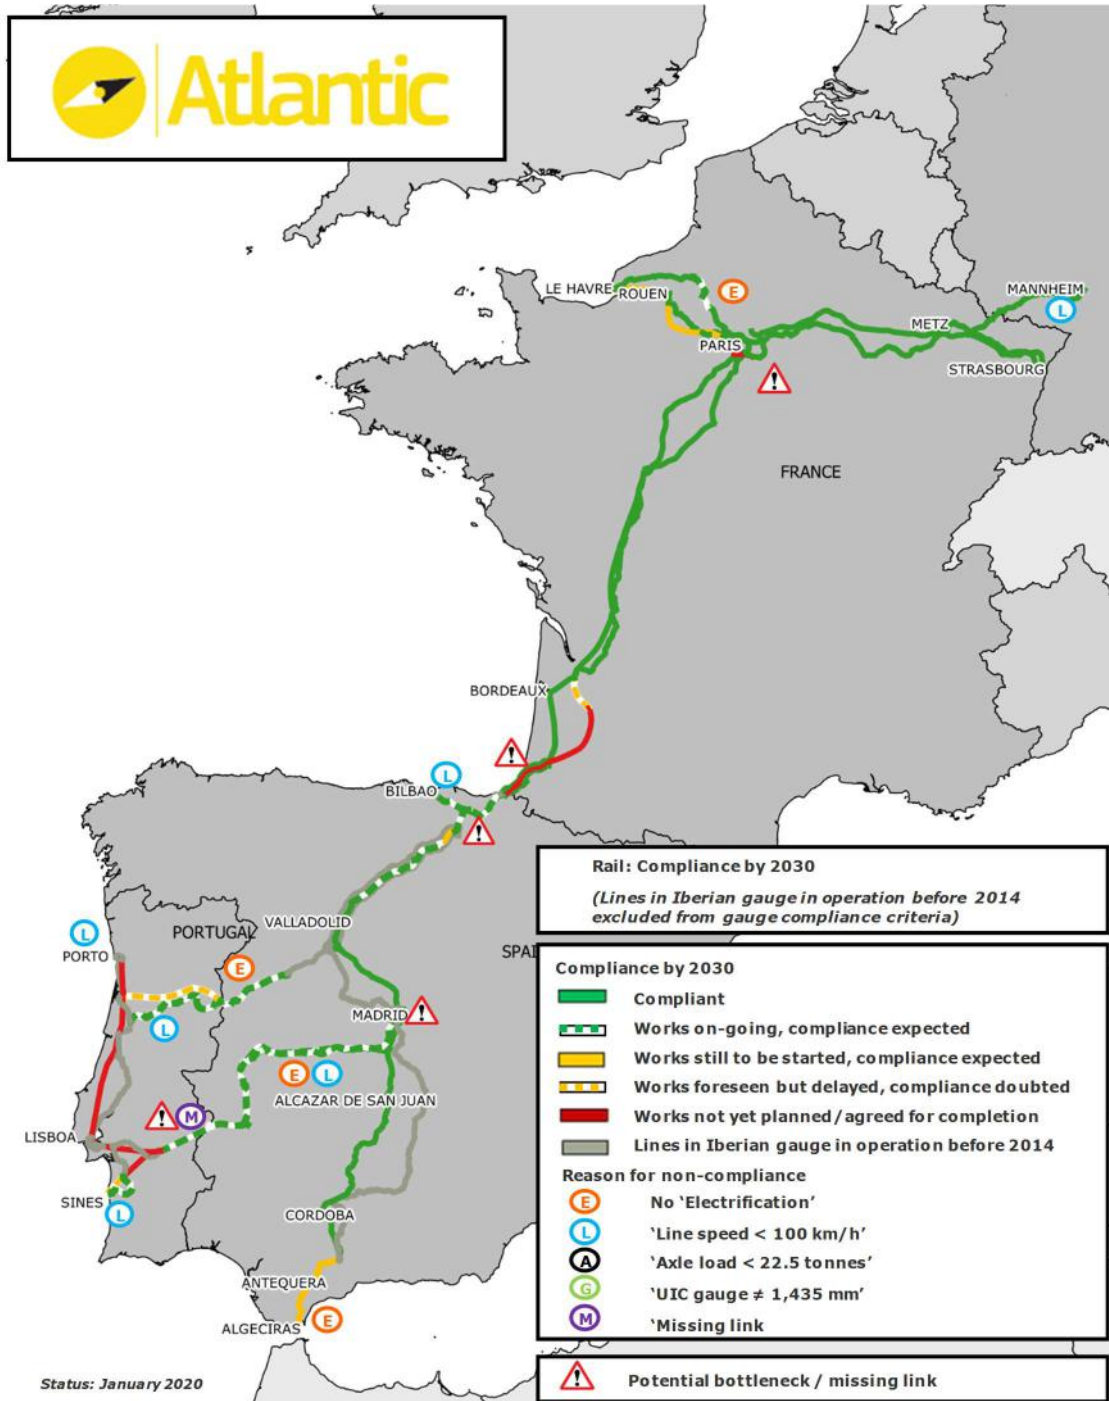 Atlantic
LE HAVRE
ROUEN
E
MANNHEIM
L
METZ
PARIS
STRASBOURG
!
FRANCE
BORDEAUX
!
L
BILBAO
!
Rail: Compliance by 2030
(Lines in Iberian gauge in operation before 2014
excluded from gauge compliance criteria)
VALLADOLID
L
PORTUGAL
PORTO
E
SPAI
MADRID
!
L
E
L
ALCAZAR DE SAN JUAN
!
M
LISBOA
SINES
L
CORDOBA
ANTEQUERA
ALGECIRAS
E
Compliance by 2030
Compliant
Works on-going, compliance expected
Works still to be started, compliance expected
Works foreseen but delayed, compliance doubted
Works not yet planned/agreed for completion
Lines in Iberian gauge in operation before 2014
Reason for non-compliance
E No ‘Electrification’
L ‘Line speed < 100 km/h’
A ‘Axle load < 22.5 tonnes’
G ‘UIC gauge ≠ 1,435 mm’
M ‘Missing link
! Potential bottleneck / missing link
Status: January 2020